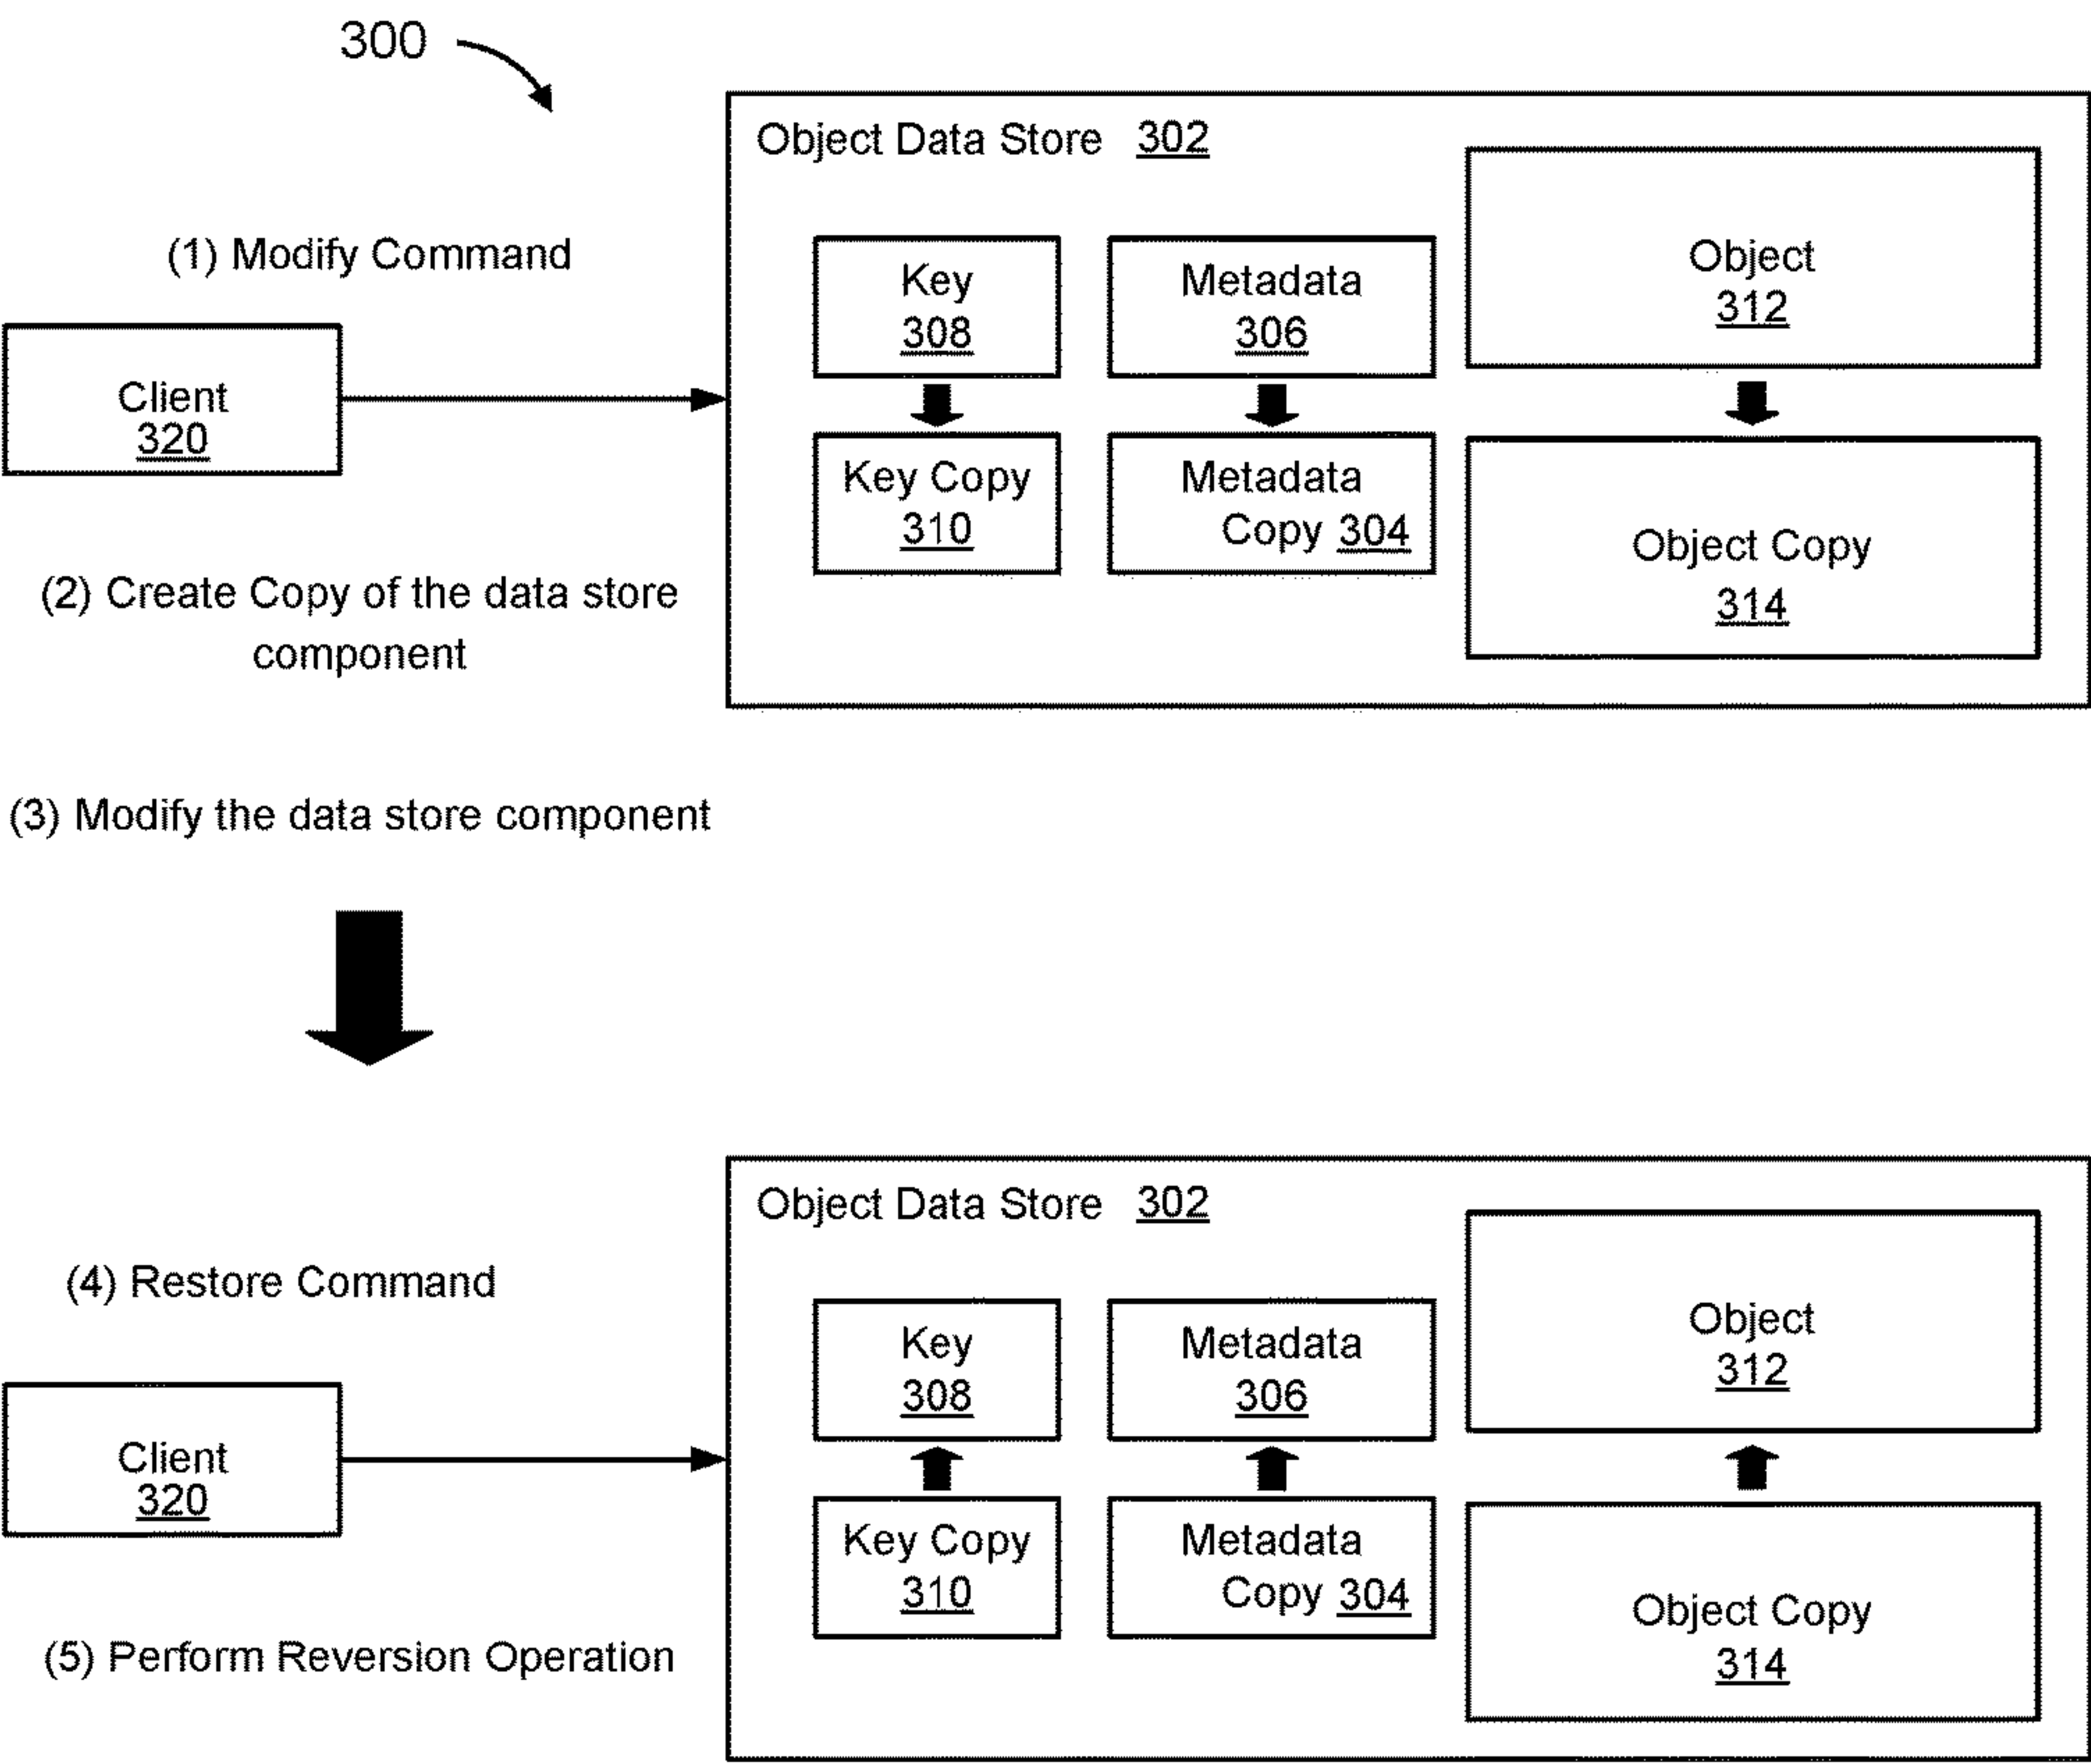 300
Object Data Store 302
(1) Modify Command
Key
308
Metadata
306
Object
312
Client
320
Key Copy
310
Metadata
Copy 304
Object Copy
314
(2) Create Copy of the data store
component
(3) Modify the data store component
Object Data Store 302
(4) Restore Command
Key
308
Metadata
306
Object
312
Client
320
Key Copy
310
Metadata
Copy 304
Object Copy
314
(5) Perform Reversion Operation